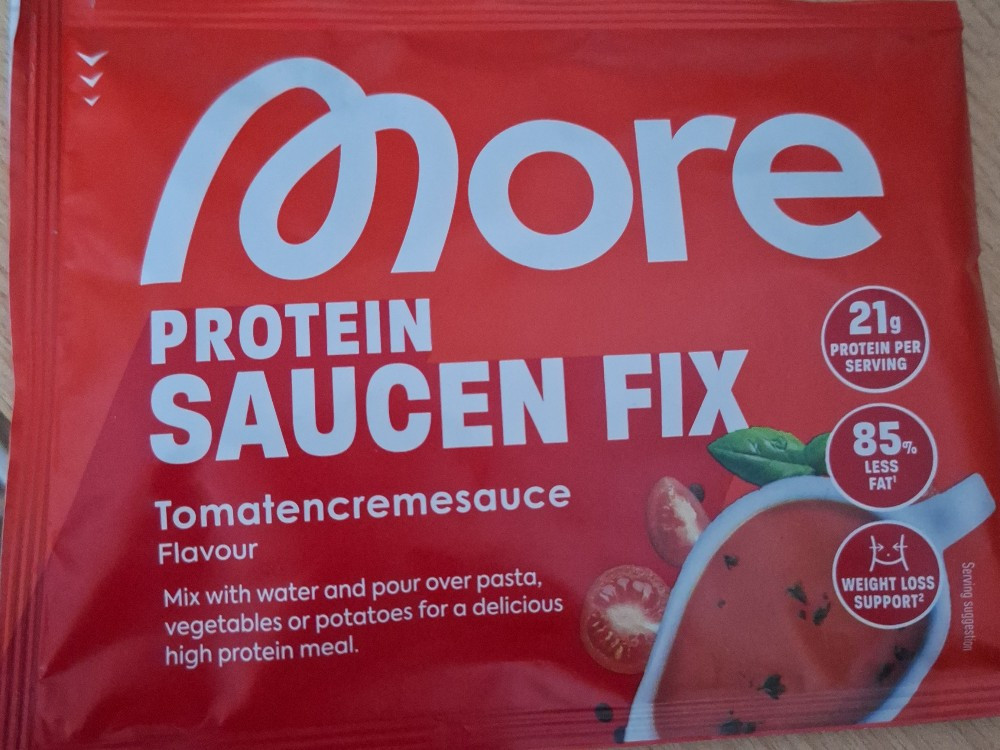 More
PROTEIN
SAUCEN FIX
Tomatencremesauce
Flavour
Mix with water and pour over pasta,
vegetables or potatoes for a delicious
high protein meal.
21g
PROTEIN PER
SERVING
85%
LESS
FAT¹
WEIGHT LOSS
SUPPORT²
Serving suggestion